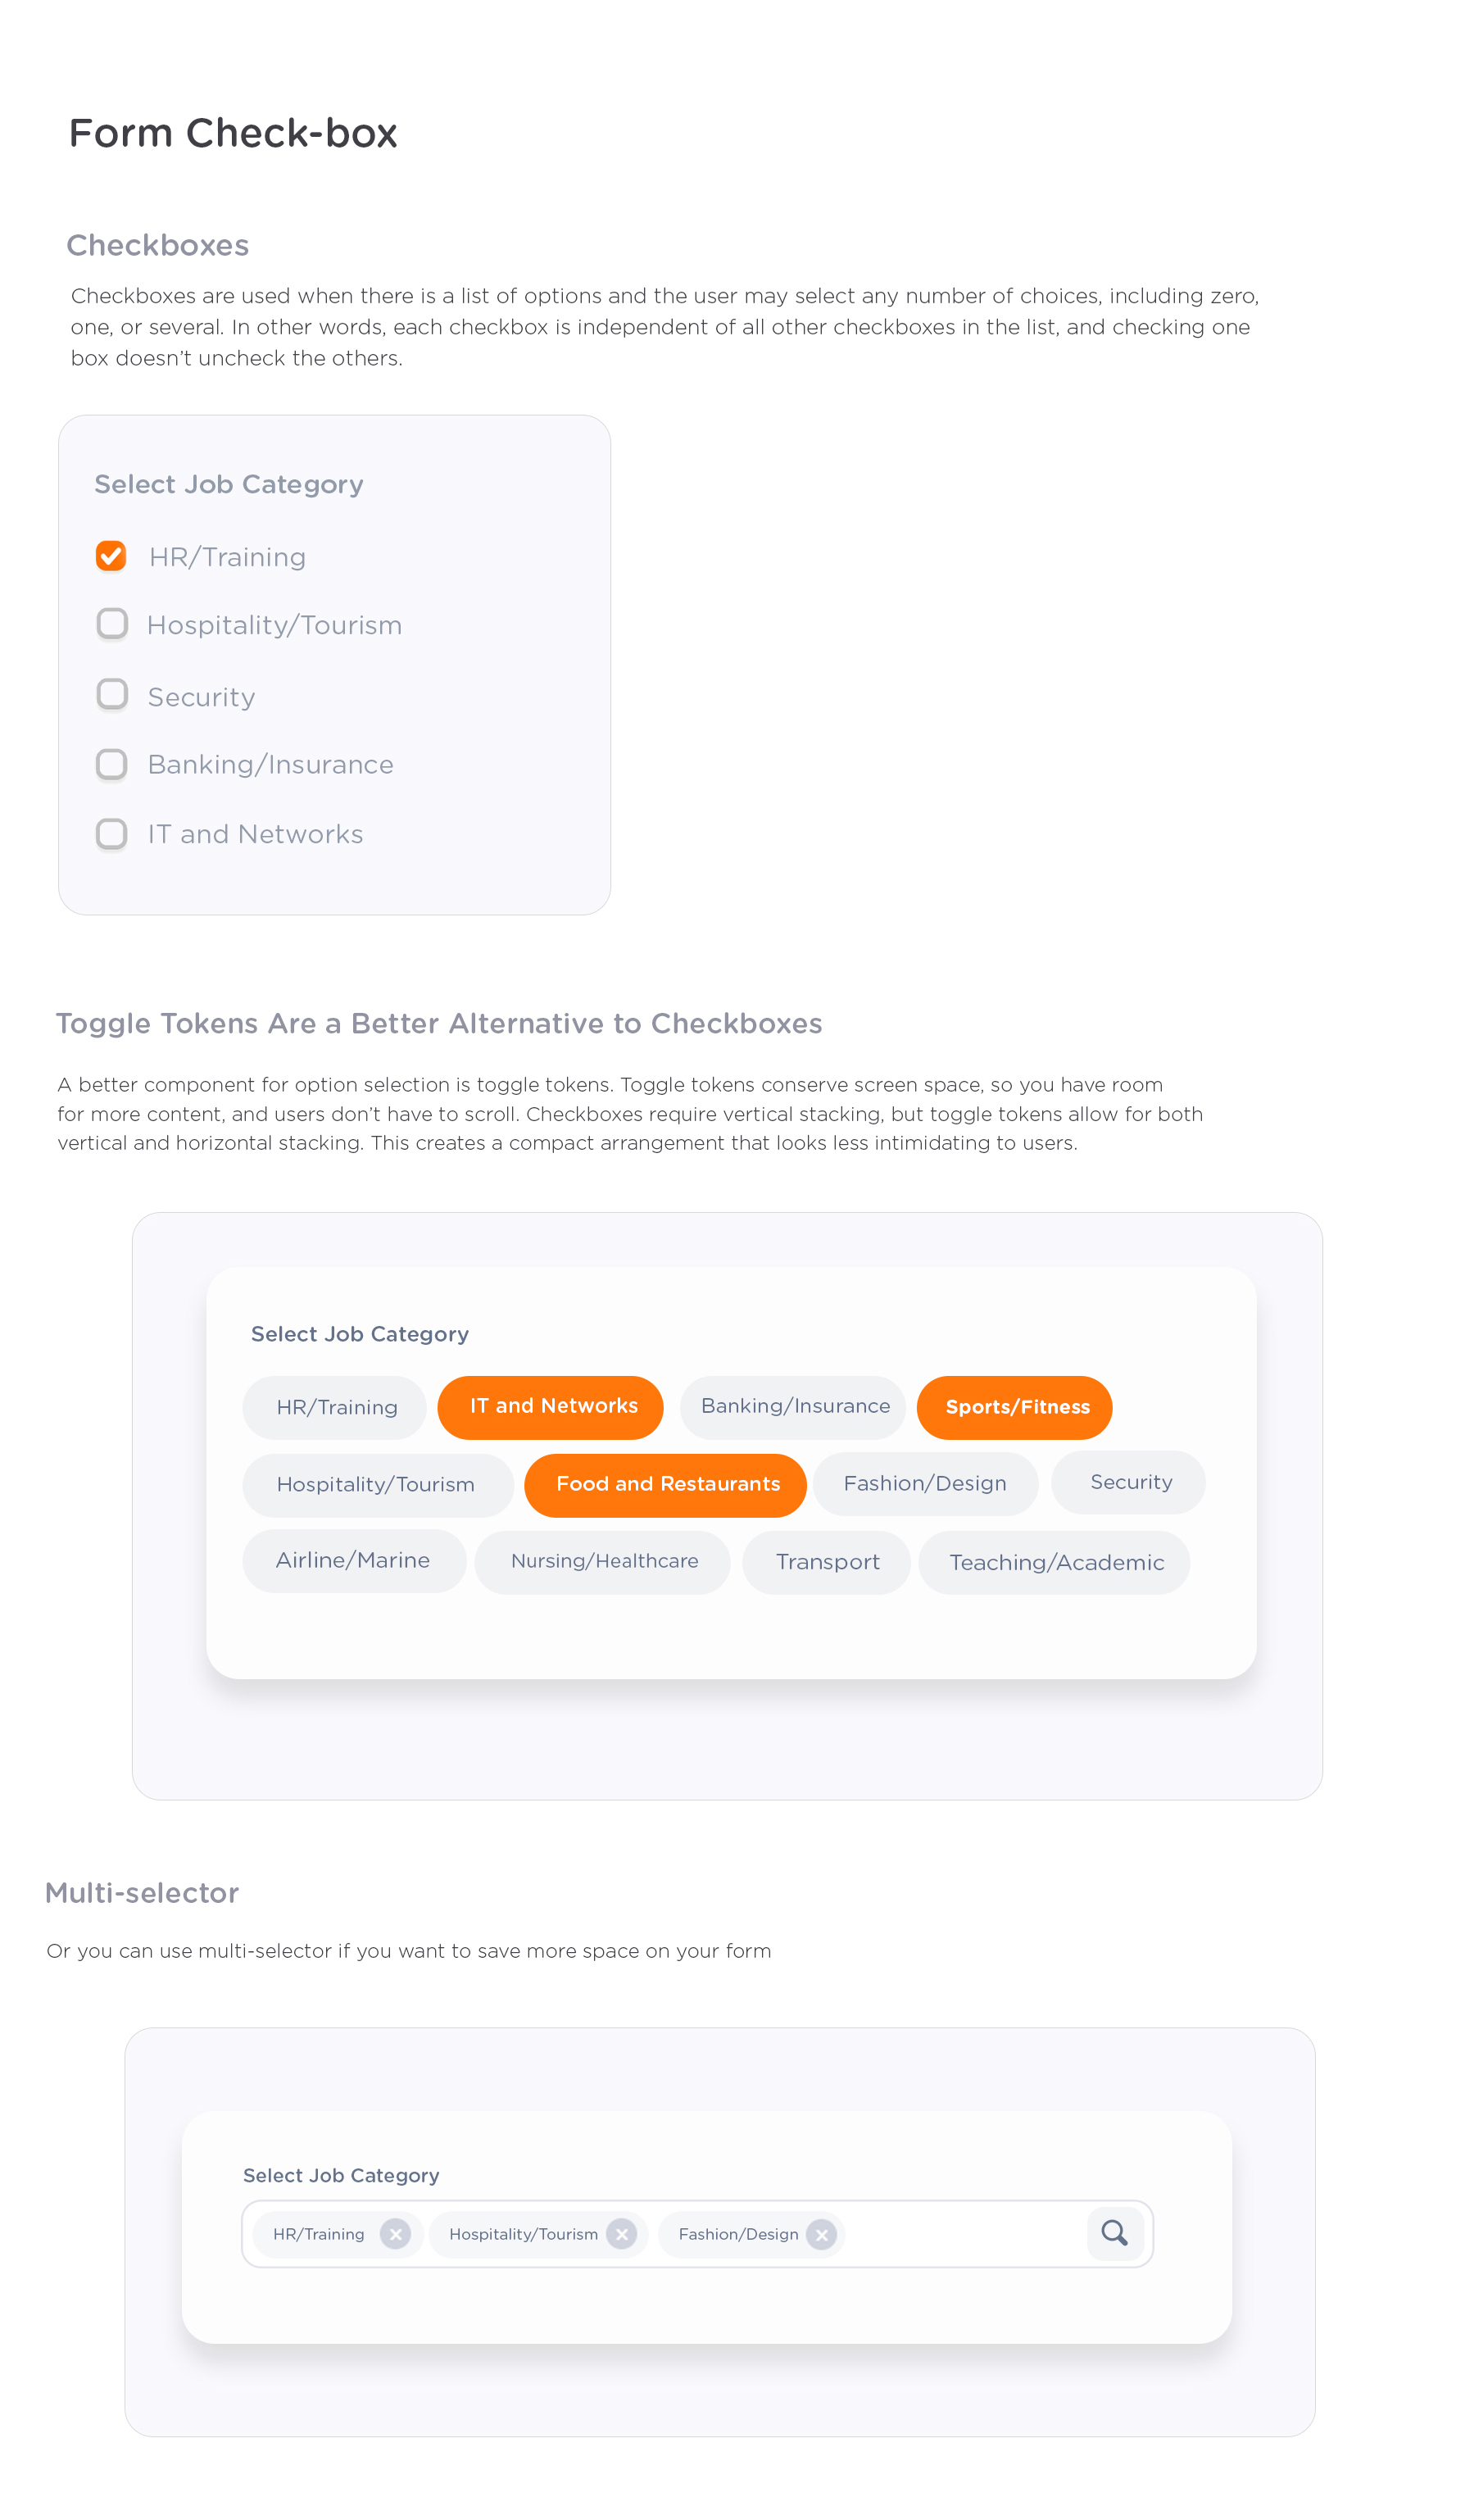 Form Check-box
Checkboxes
Checkboxes are used when there is a list of options and the user may select any number of choices, including zero,
one, or several. In other words, each checkbox is independent of all other checkboxes in the list, and checking one
box doesn’t uncheck the others.
Select Job Category
HR/Training
Hospitality/Tourism
Security
Banking/Insurance
IT and Networks
Toggle Tokens Are a Better Alternative to Checkboxes
A better component for option selection is toggle tokens. Toggle tokens conserve screen space, so you have room
for more content, and users don’t have to scroll. Checkboxes require vertical stacking, but toggle tokens allow for both
vertical and horizontal stacking. This creates a compact arrangement that looks less intimidating to users.
Select Job Category
HR/Training IT and Networks Banking/Insurance Sports/Fitness
Hospitality/Tourism Food and Restaurants Fashion/Design Security
Airline/Marine Nursing/Healthcare Transport Teaching/Academic
Multi-selector
Or you can use multi-selector if you want to save more space on your form
Select Job Category
HR/Training Hospitality/Tourism Fashion/Design